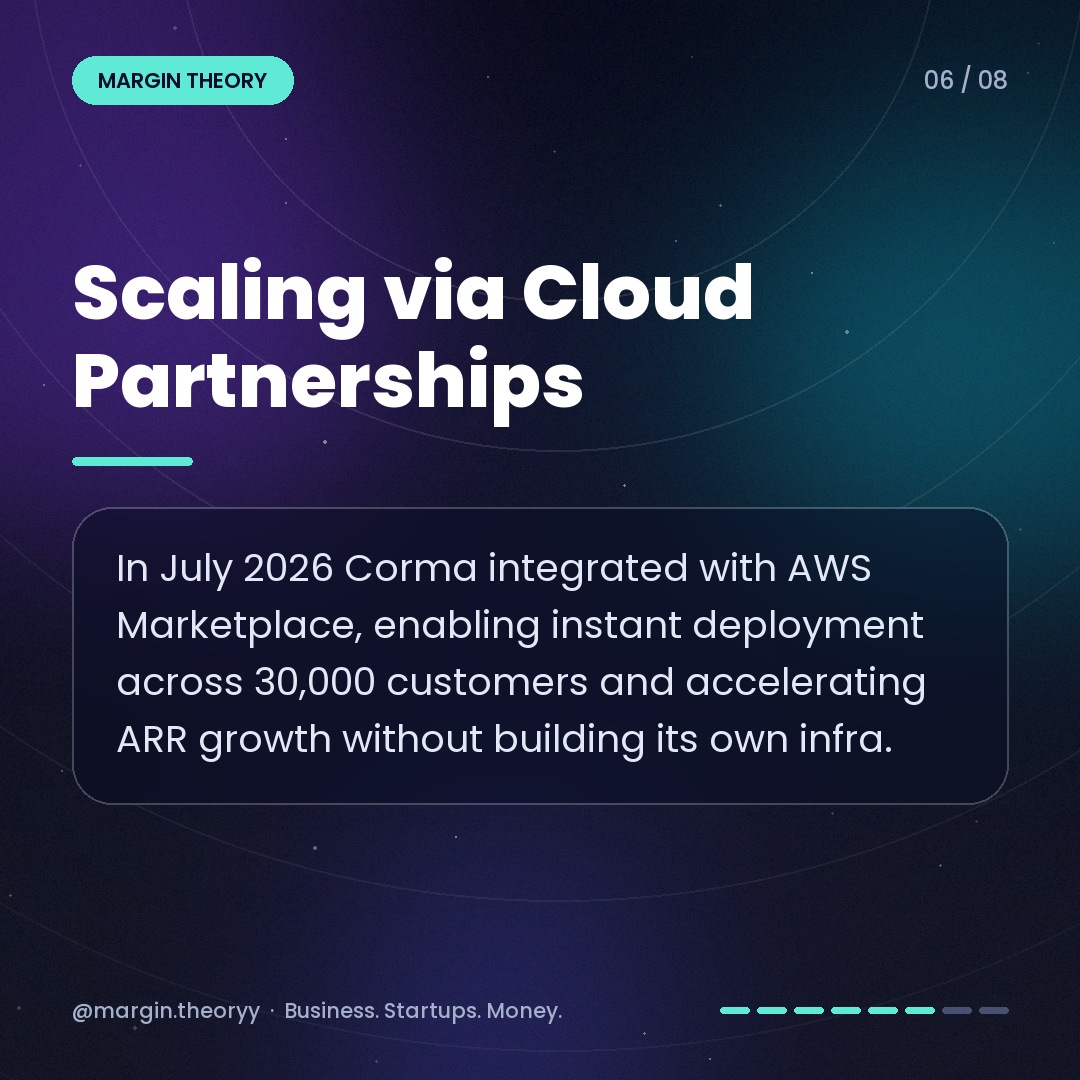 MARGIN THEORY
06 / 08
Scaling via Cloud
Partnerships
In July 2026 Corma integrated with AWS
Marketplace, enabling instant deployment
across 30,000 customers and accelerating
ARR growth without building its own infra.
@margin.theoryy · Business. Startups. Money.